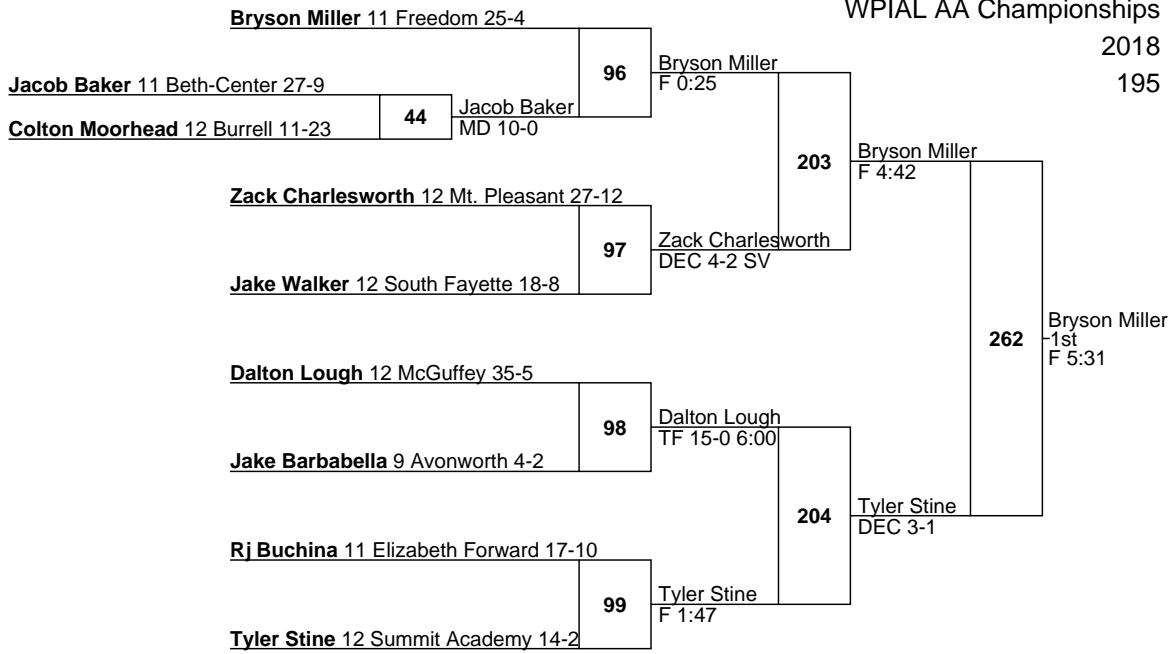 WPIAL AA Championships
2018
195
Bryson Miller 11 Freedom 25-4
96
Bryson Miller
F 0:25
Jacob Baker 11 Beth-Center 27-9
44
Jacob Baker
MD 10-0
Colton Moorhead 12 Burrell 11-23
203
Bryson Miller
F 4:42
Zack Charlesworth 12 Mt. Pleasant 27-12
97
Zack Charlesworth
DEC 4-2 SV
Jake Walker 12 South Fayette 18-8
262
Bryson Miller
1st
F 5:31
Dalton Lough 12 McGuffey 35-5
98
Dalton Lough
TF 15-0 6:00
Jake Barbabella 9 Avonworth 4-2
204
Tyler Stine
DEC 3-1
Rj Buchina 11 Elizabeth Forward 17-10
99
Tyler Stine
F 1:47
Tyler Stine 12 Summit Academy 14-2